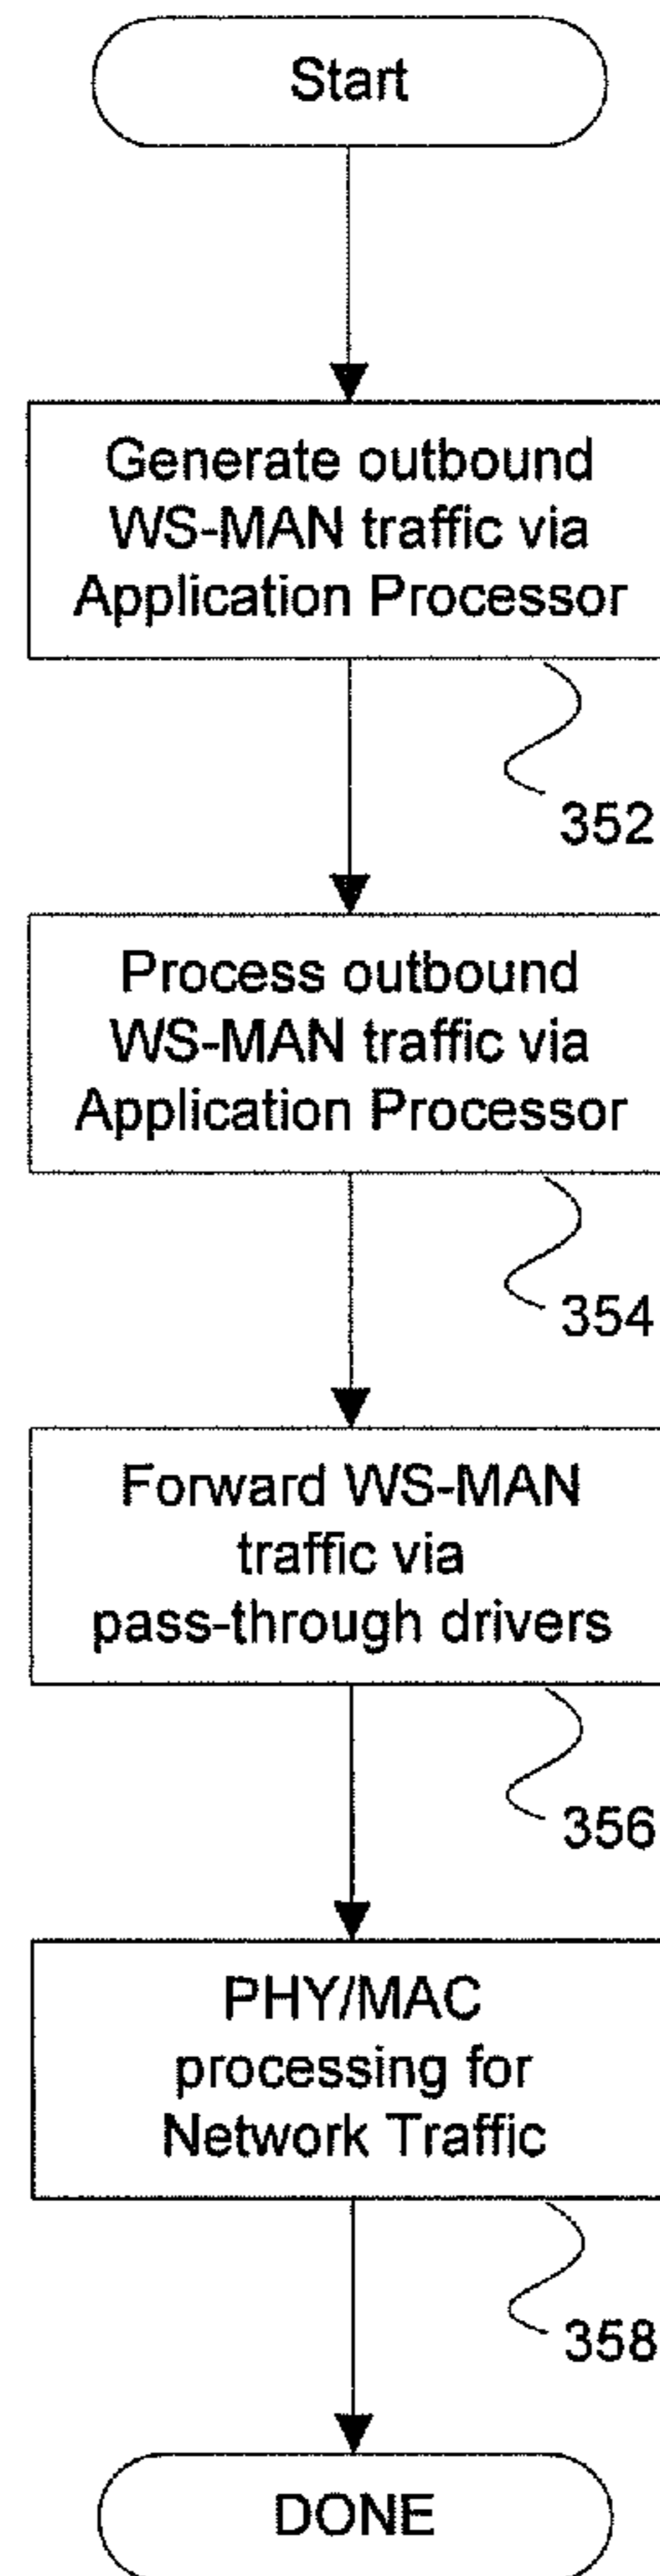 Start
Generate outbound
WS-MAN traffic via
Application Processor
352
Process outbound
WS-MAN traffic via
Application Processor
354
Forward WS-MAN
traffic via
pass-through drivers
356
PHY/MAC
processing for
Network Traffic
358
DONE